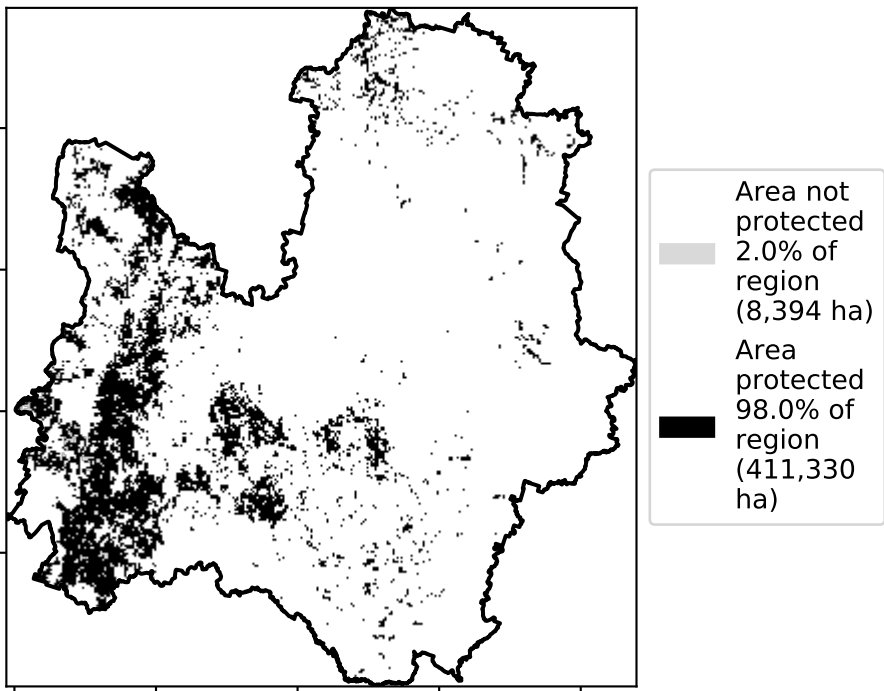 Area not
protected
2.0% of
region
(8,394 ha)
Area
protected
98.0% of
region
(411,330
ha)